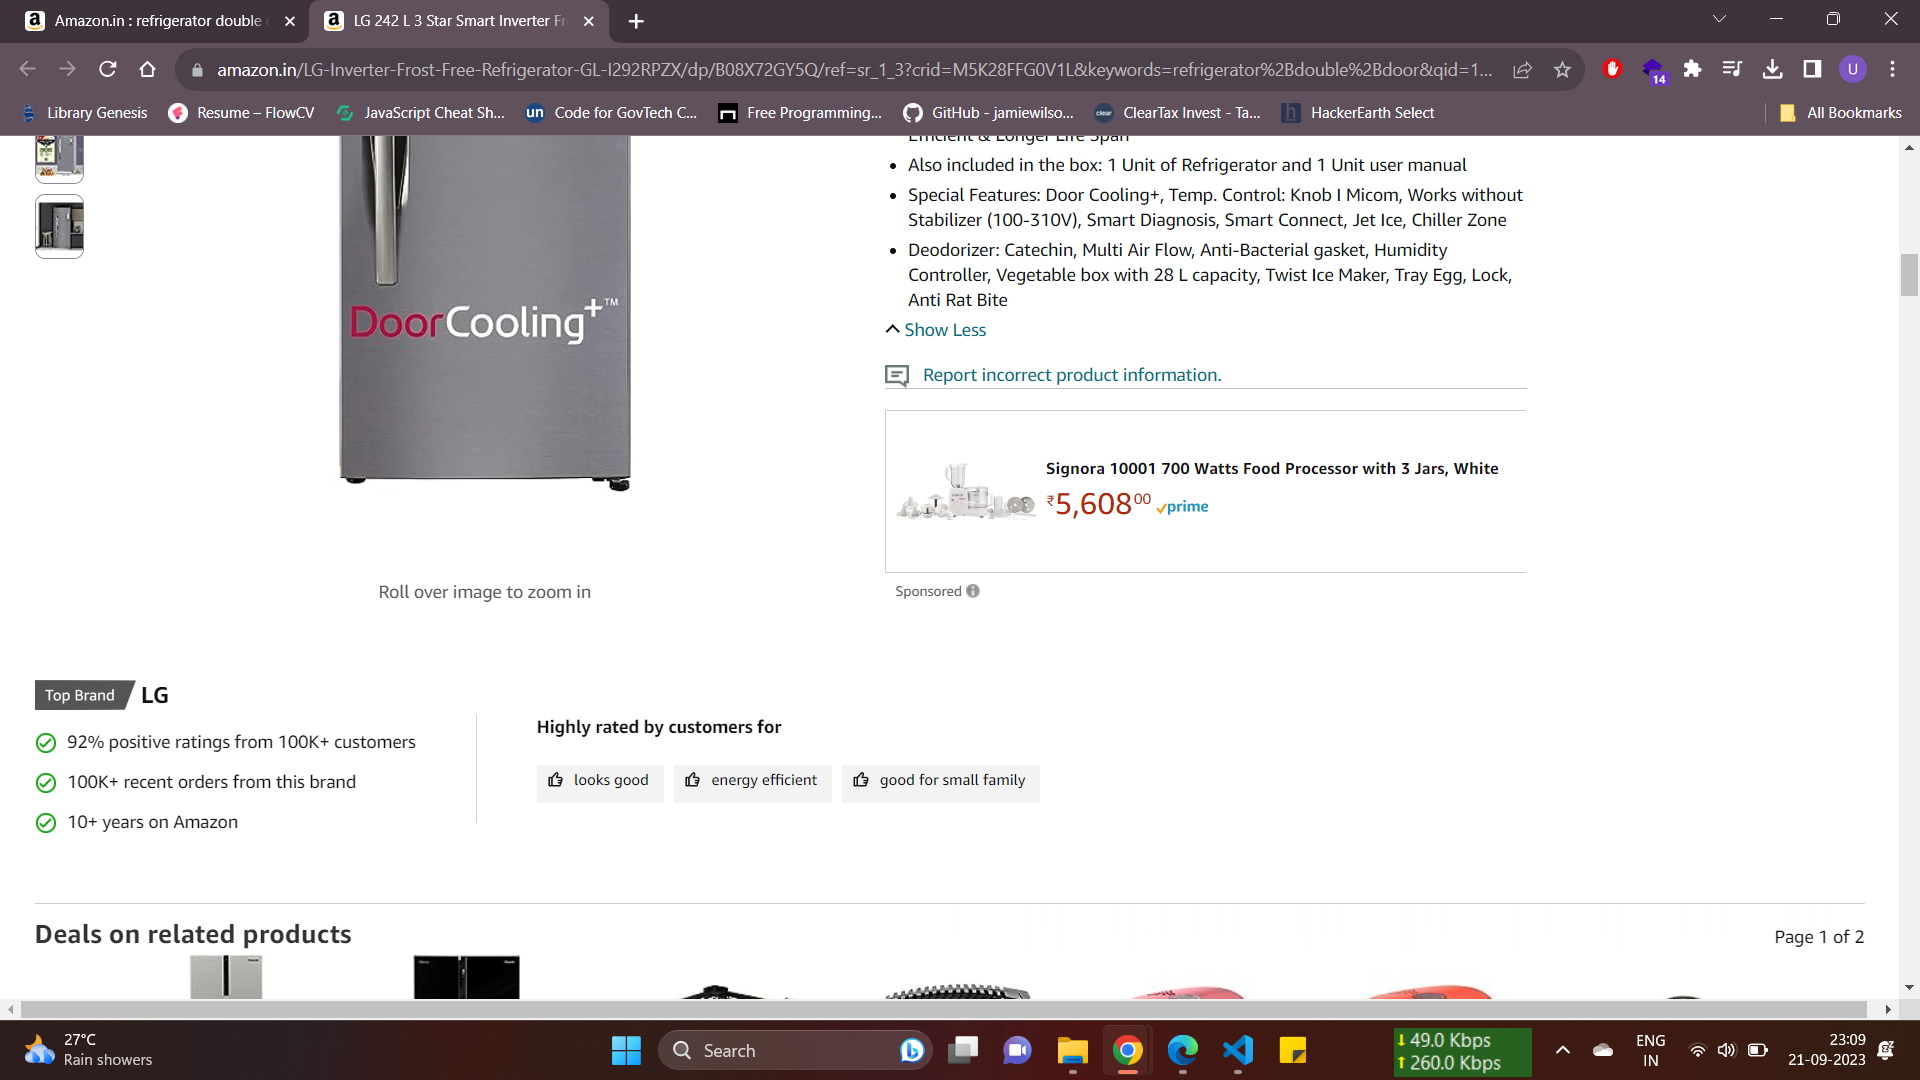 Amazon.in : refrigerator double
LG 242 L 3 Star Smart Inverter Fr
amazon.in/LG-Inverter-Frost-Free-Refrigerator-GL-I292RPZX/dp/B08X72GY5Q/ref=sr_1_3?crid=M5K28FFG0V1L&keywords=refrigerator%2Bdouble%2Bdoor&qid=1...
14
U
Library Genesis
Resume – FlowCV
JavaScript Cheat Sh...
un Code for GovTech C...
Free Programming...
GitHub - jamiewilso...
clear ClearTax Invest - Ta...
h HackerEarth Select
All Bookmarks
Efficient & Longer Life Span
• Also included in the box: 1 Unit of Refrigerator and 1 Unit user manual
• Special Features: Door Cooling+, Temp. Control: Knob I Micom, Works without
Stabilizer (100-310V), Smart Diagnosis, Smart Connect, Jet Ice, Chiller Zone
• Deodorizer: Catechin, Multi Air Flow, Anti-Bacterial gasket, Humidity
Controller, Vegetable box with 28 L capacity, Twist Ice Maker, Tray Egg, Lock,
Anti Rat Bite
Show Less
Report incorrect product information.
DoorCooling+™
Signora 10001 700 Watts Food Processor with 3 Jars, White
₹5,60800 prime
Sponsored
Roll over image to zoom in
Top Brand LG
92% positive ratings from 100K+ customers
100K+ recent orders from this brand
10+ years on Amazon
Highly rated by customers for
looks good
energy efficient
good for small family
Deals on related products
Page 1 of 2
27°C
Rain showers
Search
49.0 Kbps
260.0 Kbps
ENG
IN
23:09
21-09-2023